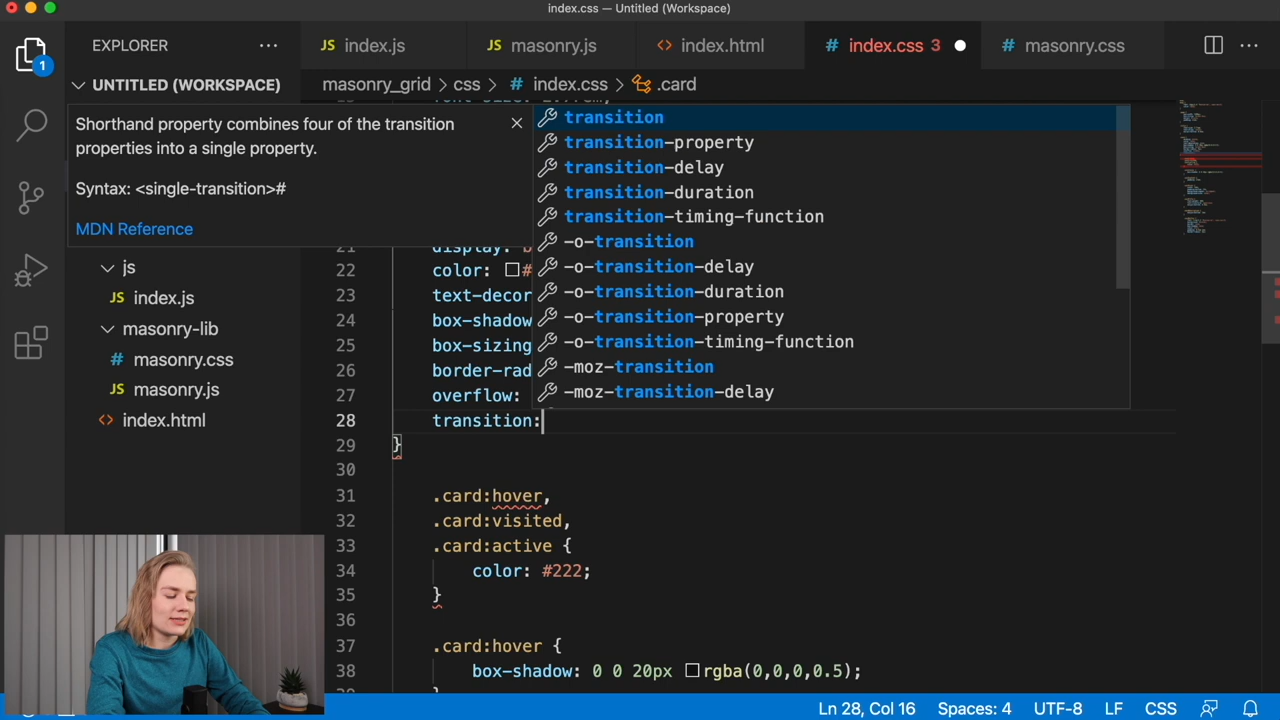 index.css — Untitled (Workspace)
EXPLORER
JS index.js
JS masonry.js
<> index.html
# index.css 3
# masonry.css
1
UNTITLED (WORKSPACE)
masonry_grid > css > # index.css > .card
Shorthand property combines four of the transition
properties into a single property.
Syntax: <single-transition>#
MDN Reference
transition
transition-property
transition-delay
transition-duration
transition-timing-function
-o-transition
-o-transition-delay
-o-transition-duration
-o-transition-property
-o-transition-timing-function
-moz-transition
-moz-transition-delay
js
JS index.js
masonry-lib
# masonry.css
JS masonry.js
<> index.html
21 display:
22 color: #
23 text-decor
24 box-shadow
25 box-sizing
26 border-rad
27 overflow:
28 transition:
29 }
30
31 .card:hover,
32 .card:visited,
33 .card:active {
34 color: #222;
35 }
36
37 .card:hover {
38 box-shadow: 0 0 20px rgba(0,0,0,0.5);
Ln 28, Col 16
Spaces: 4
UTF-8
LF
CSS